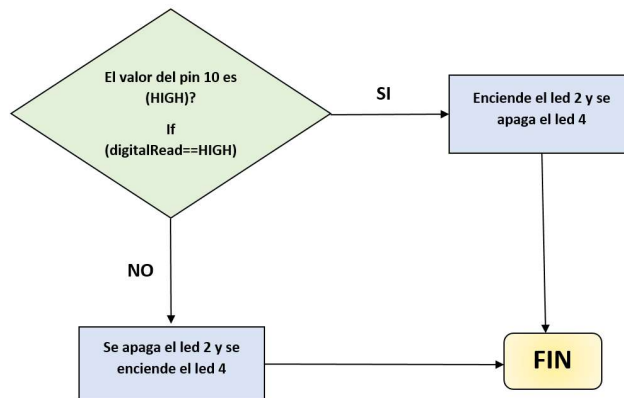 El valor del pin 10 es
(HIGH)?
If
(digitalRead==HIGH)
SI
Enciende el led 2 y se
apaga el led 4
NO
Se apaga el led 2 y se
enciende el led 4
FIN